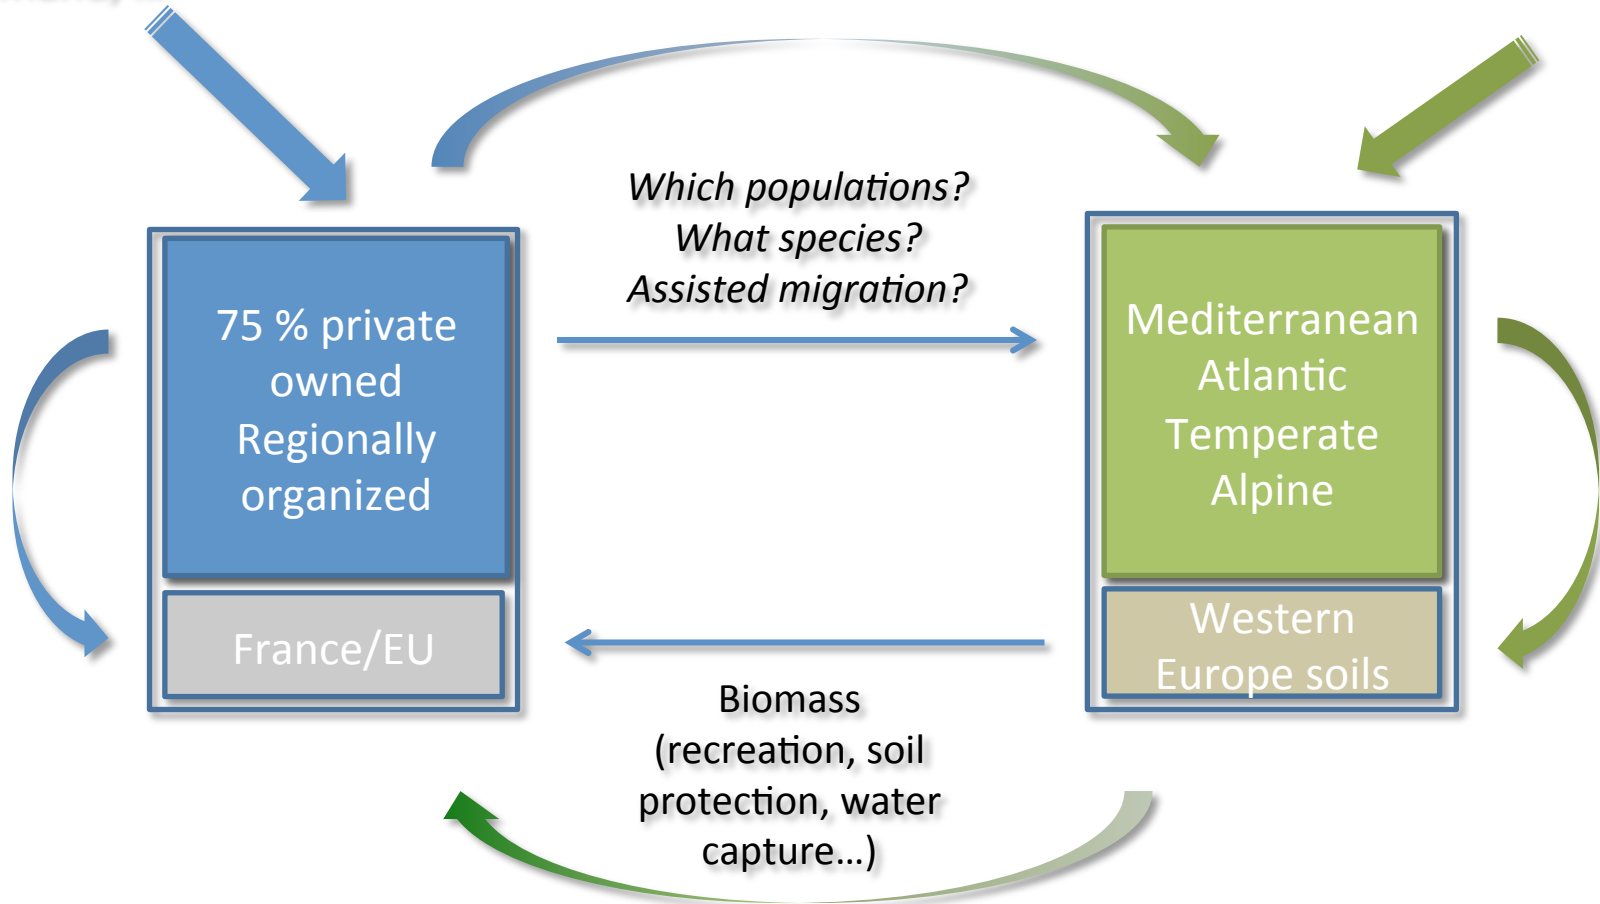 Which populations?
What species?
Assisted migration?
75 % private
owned
Regionally
organized
France/EU
Mediterranean
Atlantic
Temperate
Alpine
Western
Europe soils
Biomass
(recreation, soil
protection, water
capture…)